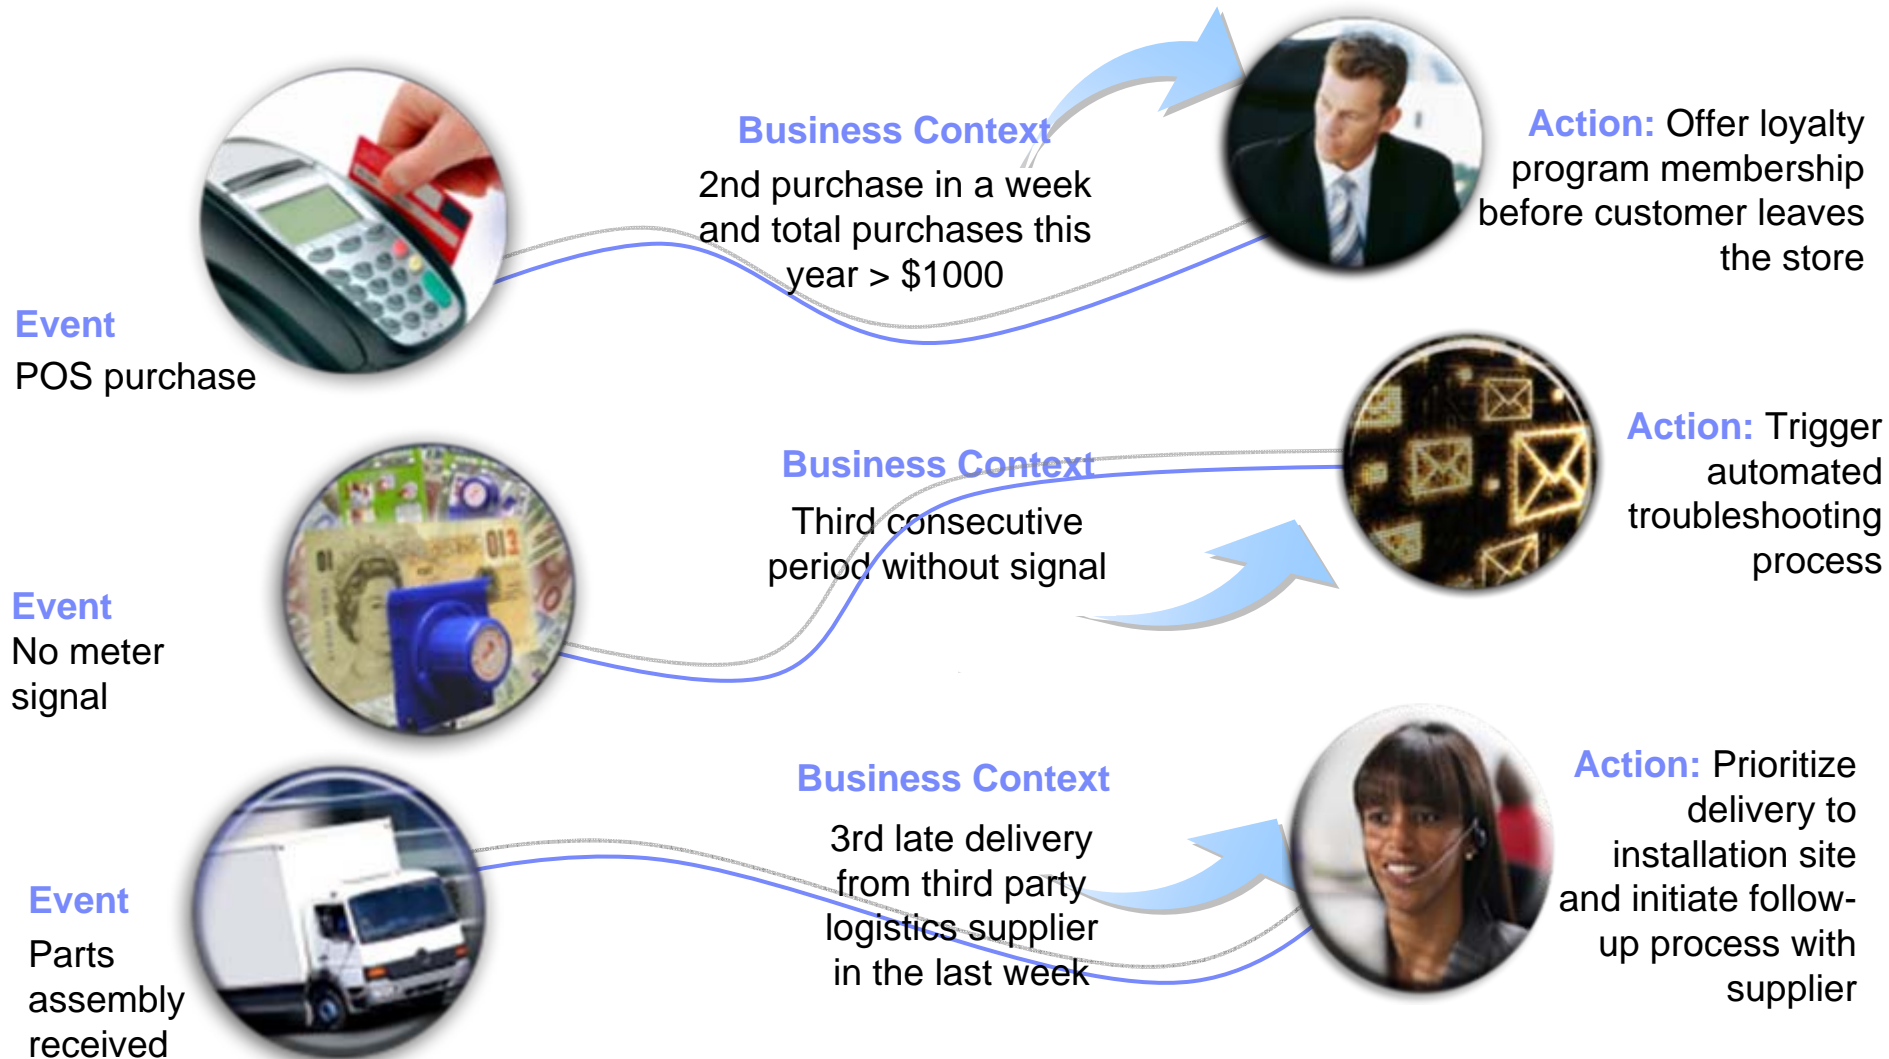 Event
POS purchase
Business Context
2nd purchase in a week
and total purchases this
year > $1000
Action: Offer loyalty
program membership
before customer leaves
the store
Event
No meter
signal
Business Context
Third consecutive
period without signal
Action: Trigger
automated
troubleshooting
process
Event
Parts
assembly
received
Business Context
3rd late delivery
from third party
logistics supplier
in the last week
Action: Prioritize
delivery to
installation site
and initiate follow-
up process with
supplier